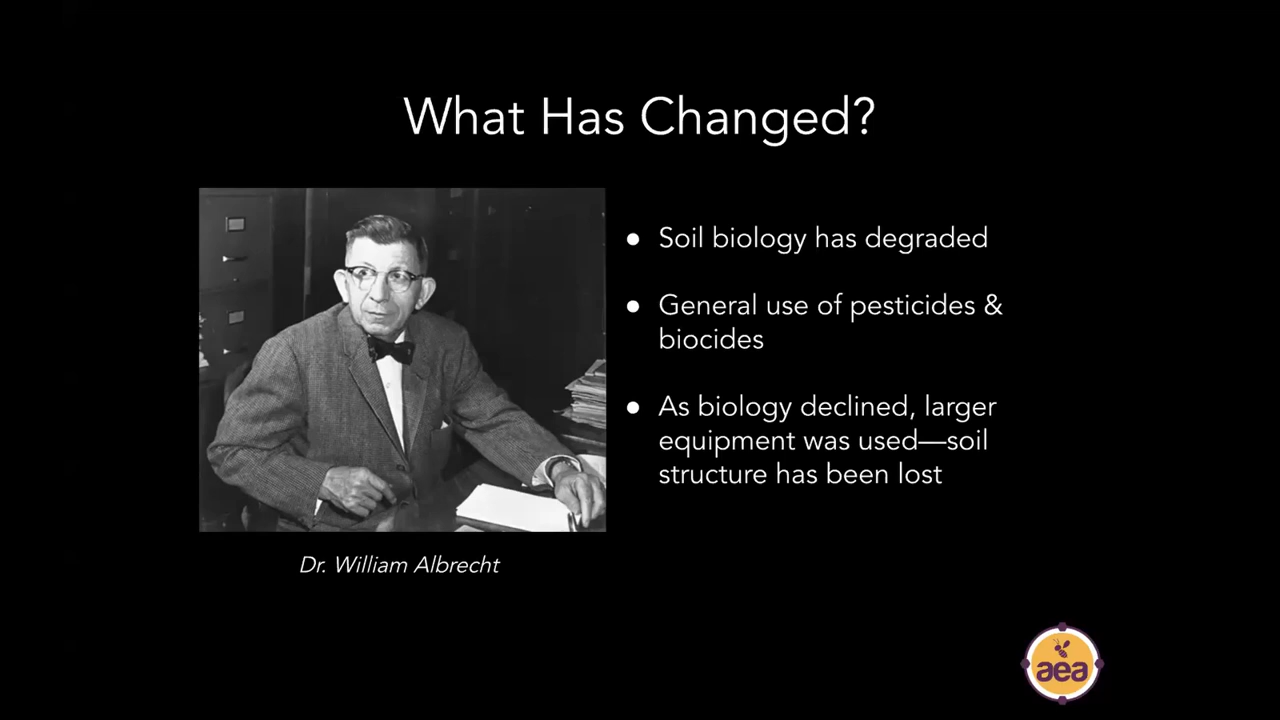 What Has Changed?
● Soil biology has degraded
● General use of pesticides &
biocides
● As biology declined, larger
equipment was used—soil
structure has been lost
Dr. William Albrecht
aea